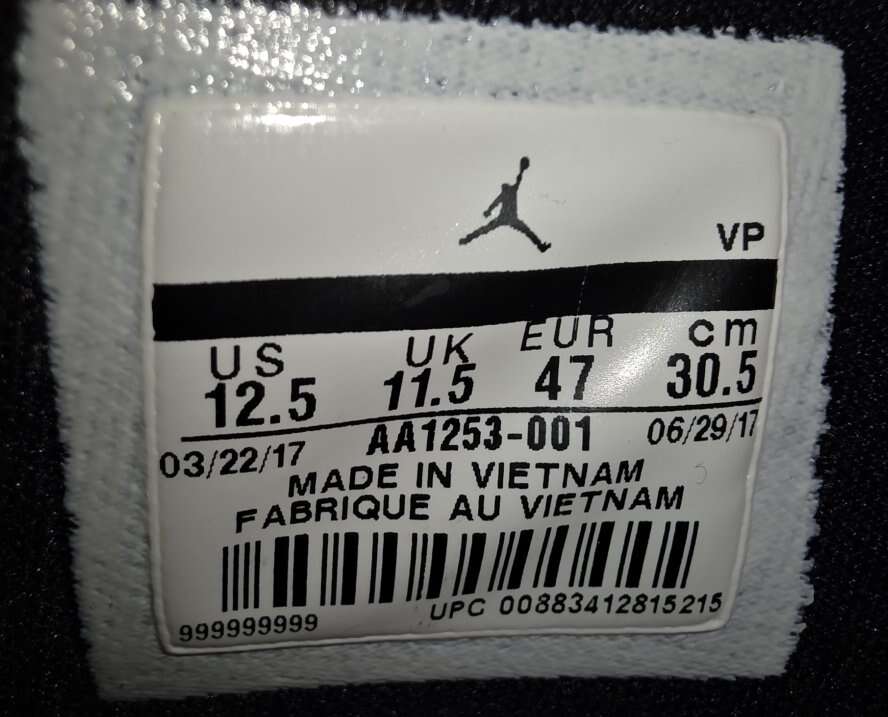 VP
US UK EUR cm
12.5 11.5 47 30.5
03/22/17 AA1253-001 06/29/17
MADE IN VIETNAM
FABRIQUE AU VIETNAM
999999999 UPC 00883412815215